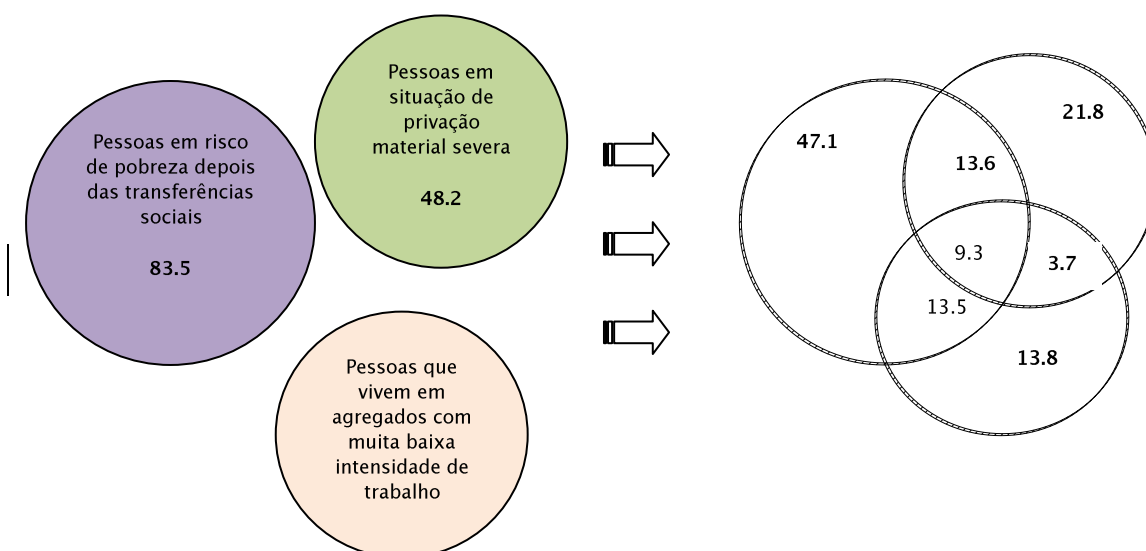 Pessoas em risco
de pobreza depois
das transferências
sociais
83.5
Pessoas em
situação de
privação
material severa
48.2
Pessoas que
vivem em
agregados com
muita baixa
intensidade de
trabalho
47.1
21.8
13.6
9.3
3.7
13.5
13.8